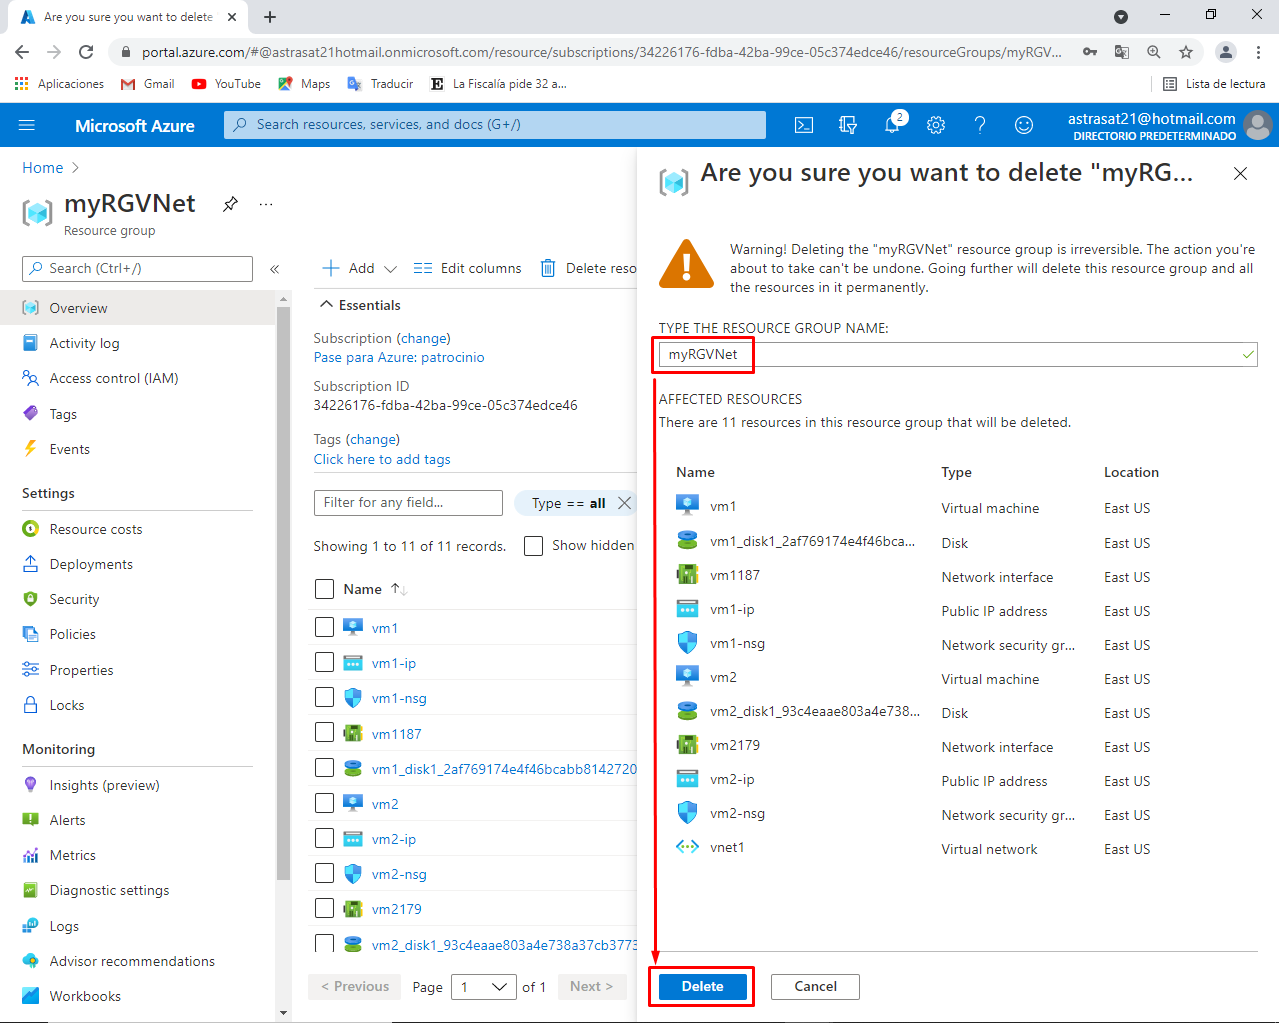 Are you sure you want to delete
portal.azure.com/#@astrasat21hotmail.onmicrosoft.com/resource/subscriptions/34226176-fdba-42ba-99ce-05c374edce46/resourceGroups/myRGV...
Aplicaciones
Gmail
YouTube
Maps
Traducir
La Fiscalía pide 32 a...
Lista de lectura
Microsoft Azure
Search resources, services, and docs (G+/)
2
astrasat21@hotmail.com
DIRECTORIO PREDETERMINADO
Home >
myRGVNet
...
Resource group
Search (Ctrl+/)
«
Overview
Activity log
Access control (IAM)
Tags
Events
Settings
Resource costs
Deployments
Security
Policies
Properties
Locks
Monitoring
Insights (preview)
Alerts
Metrics
Diagnostic settings
Logs
Advisor recommendations
Workbooks
Add
Edit columns
Delete reso
Essentials
Subscription (change)
Pase para Azure: patrocinio
Subscription ID
34226176-fdba-42ba-99ce-05c374edce46
Tags (change)
Click here to add tags
Filter for any field...
Type == all
Showing 1 to 11 of 11 records.
Show hidden
Name ↑↓
vm1
vm1-ip
vm1-nsg
vm1187
vm1_disk1_2af769174e4f46bcabb8142720
vm2
vm2-ip
vm2-nsg
vm2179
vm2_disk1_93c4eaae803a4e738a37cb3773
< Previous
Page 1 of 1
Next >
Are you sure you want to delete "myRG...
Warning! Deleting the "myRGVNet" resource group is irreversible. The action you're
about to take can't be undone. Going further will delete this resource group and all
the resources in it permanently.
TYPE THE RESOURCE GROUP NAME:
myRGVNet
AFFECTED RESOURCES
There are 11 resources in this resource group that will be deleted.
Name Type Location
vm1 Virtual machine East US
vm1_disk1_2af769174e4f46bca... Disk East US
vm1187 Network interface East US
vm1-ip Public IP address East US
vm1-nsg Network security gr... East US
vm2 Virtual machine East US
vm2_disk1_93c4eaae803a4e738... Disk East US
vm2179 Network interface East US
vm2-ip Public IP address East US
vm2-nsg Network security gr... East US
vnet1 Virtual network East US
Delete
Cancel